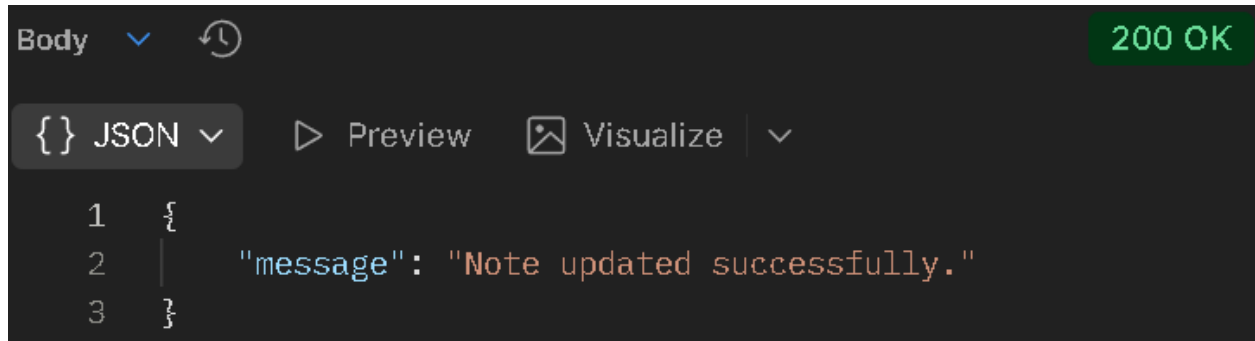 Body 200 OK
{} JSON Preview Visualize
1 {
2 "message": "Note updated successfully."
3 }